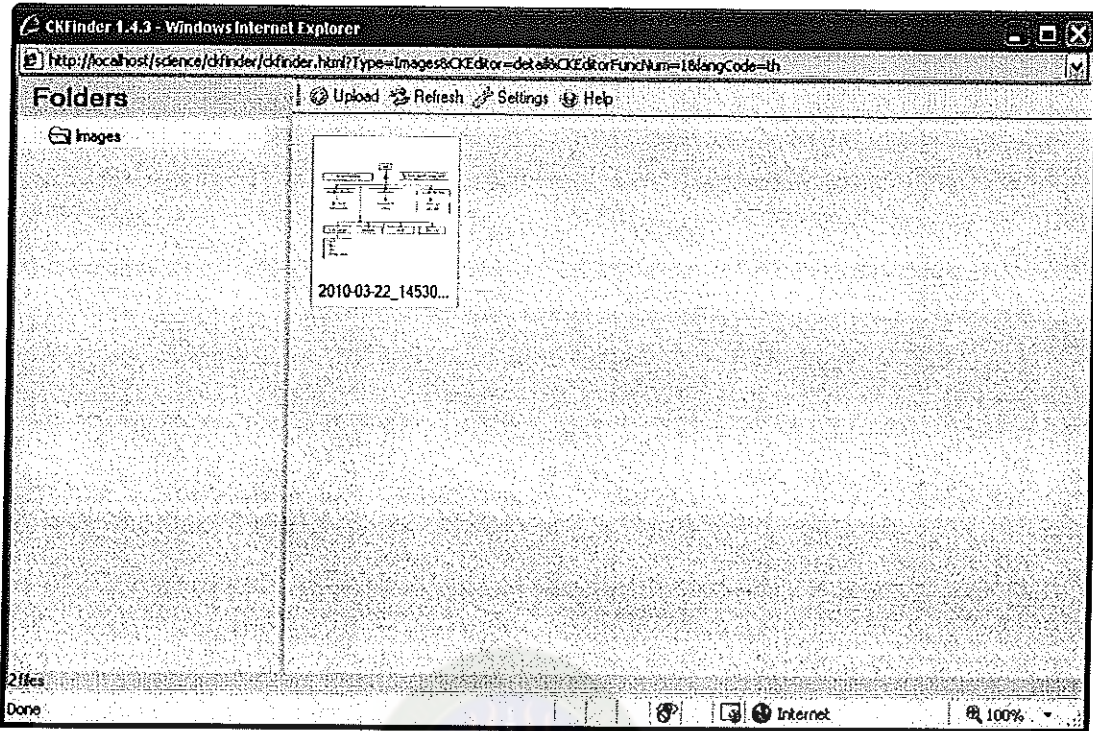 CKFinder 1.4.3 - Windows Internet Explorer
http://localhost/science/ckfinder/ckfinder.html?Type=Images&CKEditor=detail&CKEditorFuncNum=1&langCode=th
Folders
Upload Refresh Settings Help
Images
2010-03-22_14530...
2 files
Done Internet 100%